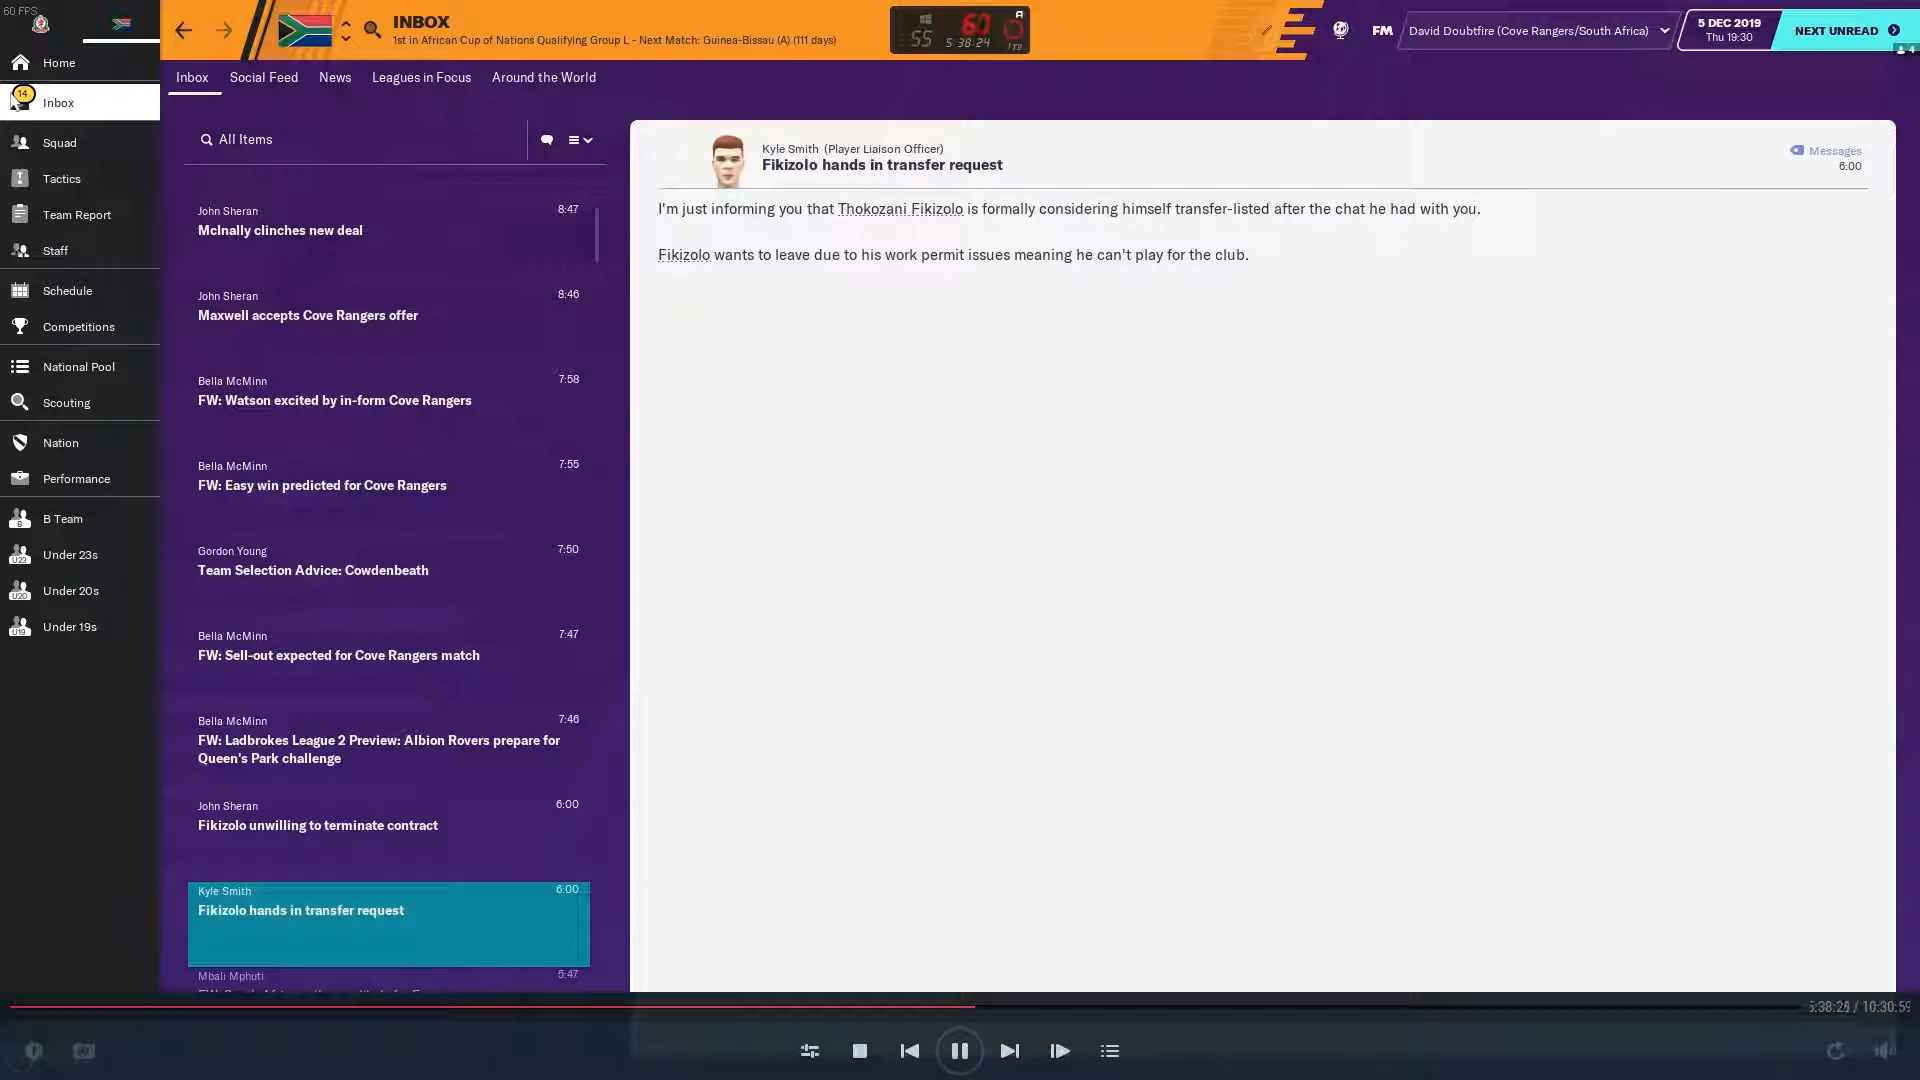 60 FPS
INBOX
1st in African Cup of Nations Qualifying Group L - Next Match: Guinea-Bissau (A) (111 days)
60
55
5:38:24
A
1TB
FM
David Doubtfire (Cove Rangers/South Africa)
5 DEC 2019
Thu 19:30
NEXT UNREAD
4
Home
14
Inbox
Squad
Tactics
Team Report
Staff
Schedule
Competitions
National Pool
Scouting
Nation
Performance
B
B Team
U23
Under 23s
U20
Under 20s
U19
Under 19s
Inbox
Social Feed
News
Leagues in Focus
Around the World
All Items
John Sheran
8:47
McInally clinches new deal
John Sheran
8:46
Maxwell accepts Cove Rangers offer
Bella McMinn
7:58
FW: Watson excited by in-form Cove Rangers
Bella McMinn
7:55
FW: Easy win predicted for Cove Rangers
Gordon Young
7:50
Team Selection Advice: Cowdenbeath
Bella McMinn
7:47
FW: Sell-out expected for Cove Rangers match
Bella McMinn
7:46
FW: Ladbrokes League 2 Preview: Albion Rovers prepare for
Queen's Park challenge
John Sheran
6:00
Fikizolo unwilling to terminate contract
Kyle Smith
6:00
Fikizolo hands in transfer request
Mbali Mphuti
5:47
Kyle Smith (Player Liaison Officer)
Fikizolo hands in transfer request
Messages
6:00
I'm just informing you that Thokozani Fikizolo is formally considering himself transfer-listed after the chat he had with you.
Fikizolo wants to leave due to his work permit issues meaning he can't play for the club.
/ 10:30:59